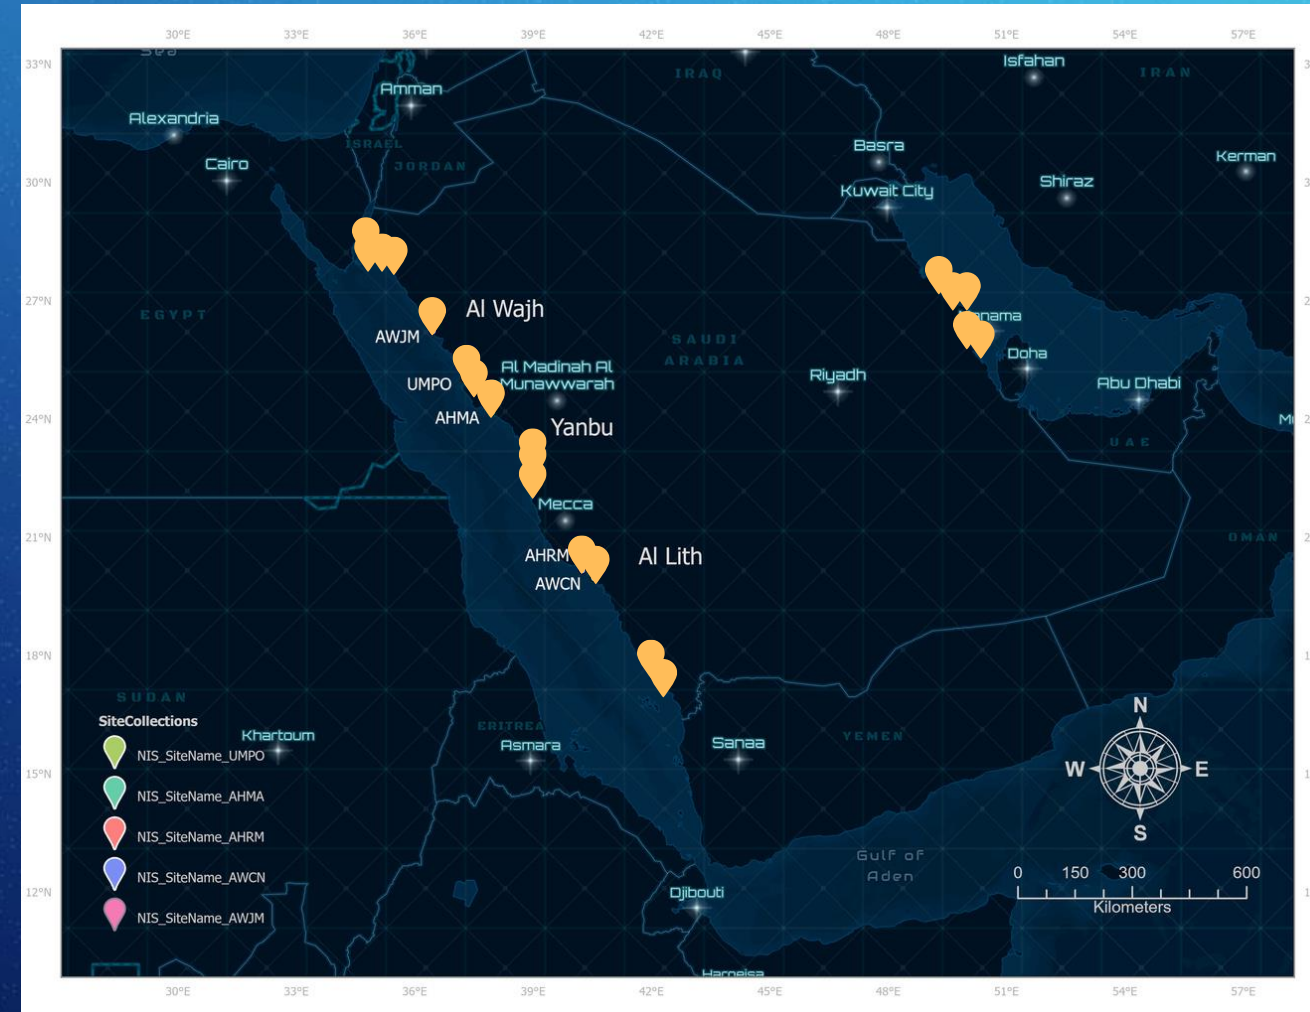 30°E 33°E 36°E 39°E 42°E 45°E 48°E 51°E 54°E 57°E
Sea
33°N
Isfahan
IRAQ
IRAN
Amman
Alexandria
ISRAEL
Basra
Cairo
JORDAN
Kerman
30°N
Kuwait City
Shiraz
27°N
Al Wajh
EGYPT
AWJM
SAUDI
ARABIA
Doha
Al Madinah Al
Munawwarah
UMPO
Riyadh
Abu Dhabi
AHMA
24°N
Yanbu
UAE
Mecca
21°N
OMAN
AHRM
Al Lith
AWCN
18°N
SUDAN
N
SiteCollections
ERITREA
Khartoum
Asmara
Sanaa
YEMEN
NIS_SiteName_UMPO
W
E
15°N
NIS_SiteName_AHMA
S
NIS_SiteName_AHRM
Gulf of
Aden
NIS_SiteName_AWCN
0 150 300 600
Kilometers
12°N
Djibouti
NIS_SiteName_AWJM
30°E 33°E 36°E 39°E 42°E 45°E 48°E 51°E 54°E 57°E